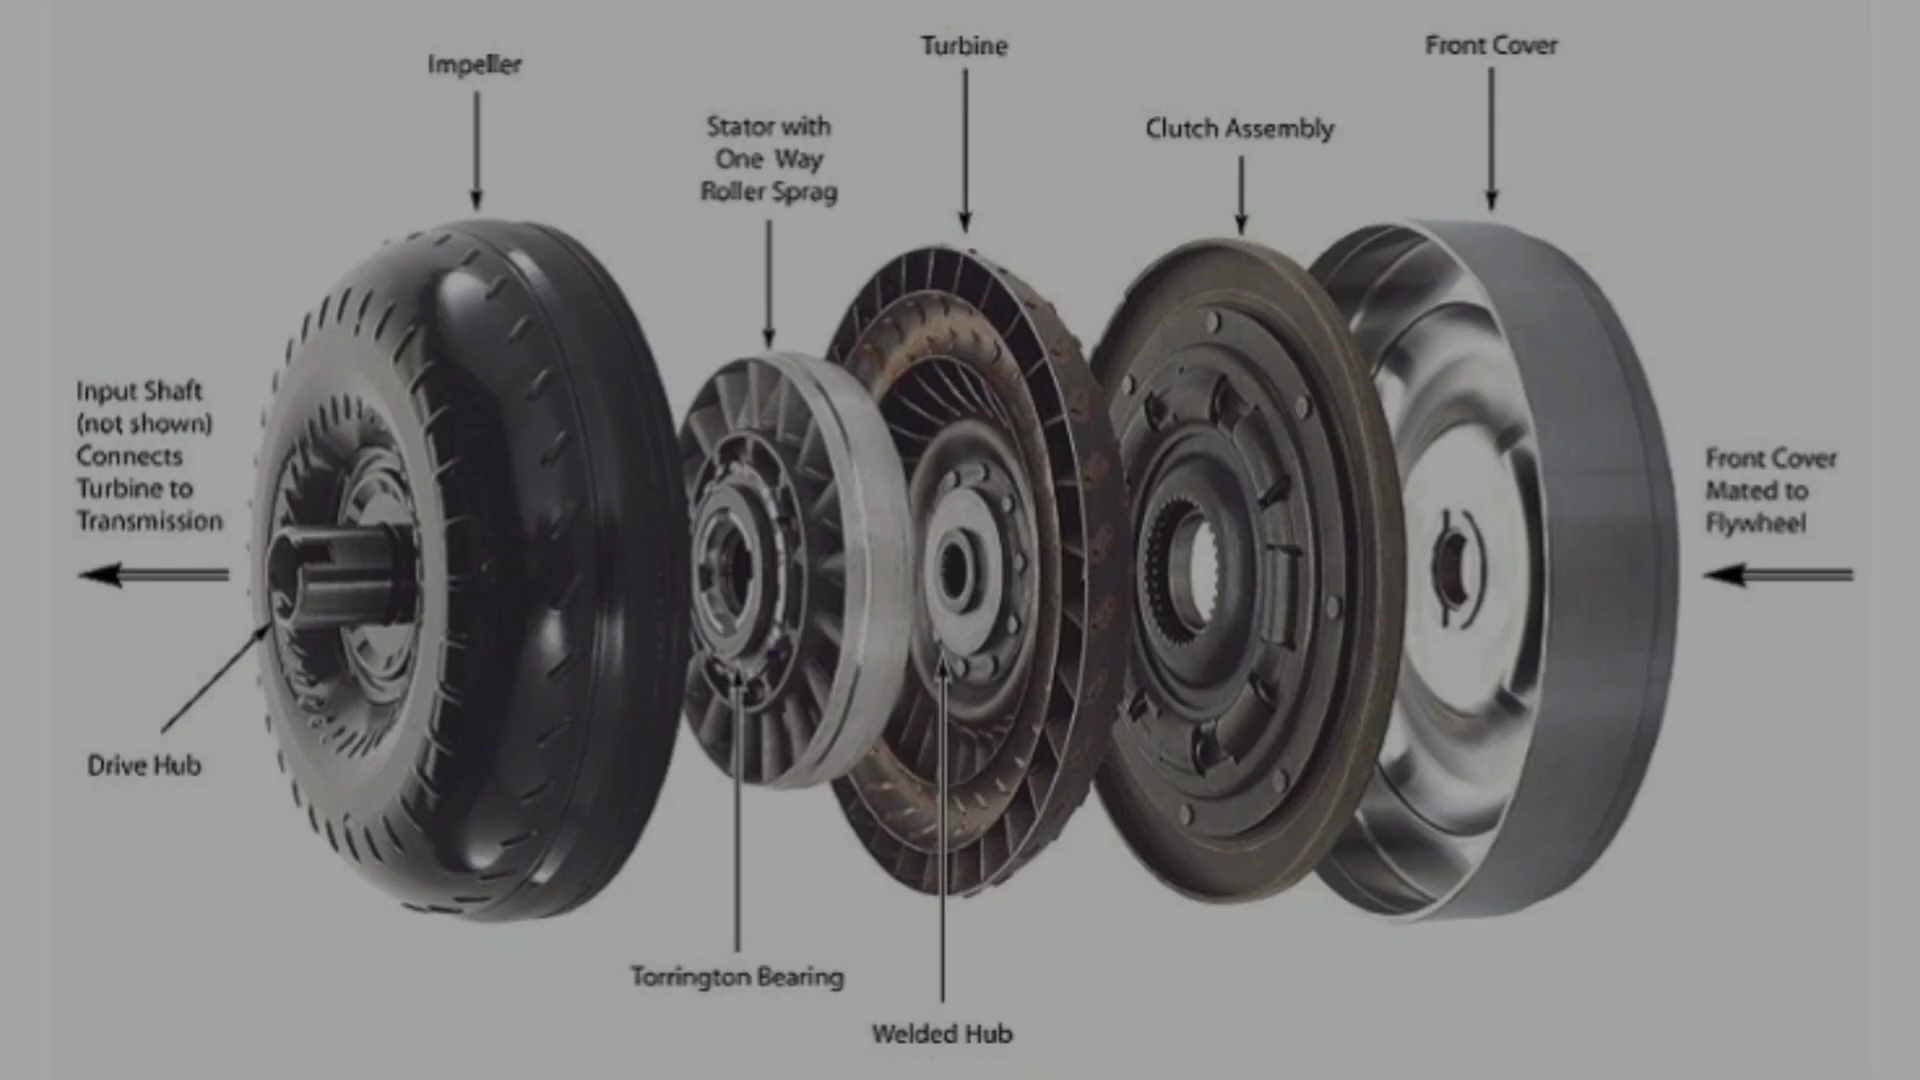 Impeller
Turbine
Front Cover
Stator with
One Way
Roller Sprag
Clutch Assembly
Input Shaft
(not shown)
Connects
Turbine to
Transmission
Front Cover
Mated to
Flywheel
Drive Hub
Torrington Bearing
Welded Hub